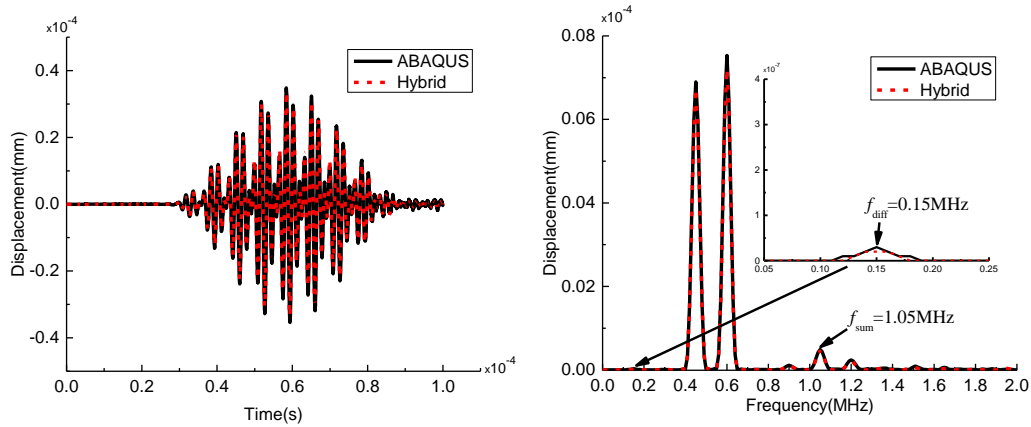 x10⁻⁴
0.4
0.2
0.0
-0.2
-0.4
Displacement(mm)
ABAQUS
Hybrid
0.0 0.2 0.4 0.6 0.8 1.0
x10⁻⁴
Time(s)
x10⁻⁴
0.08
0.06
0.04
0.02
0.00
Displacement(mm)
ABAQUS
Hybrid
x10⁻⁷
4
3
2
1
0
0.05 0.10 0.15 0.20 0.25
f_diff=0.15MHz
f_sum=1.05MHz
0.0 0.2 0.4 0.6 0.8 1.0 1.2 1.4 1.6 1.8 2.0
Frequency(MHz)